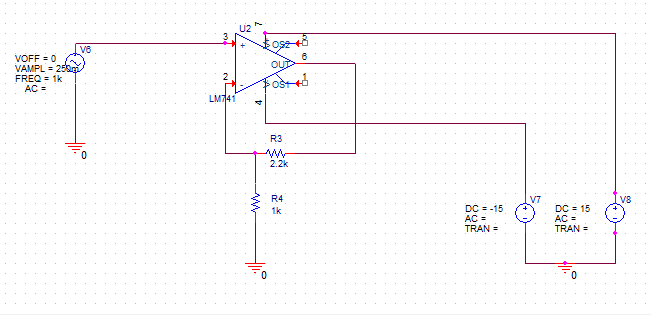 U2
7
3
5
V6
+
OS2
VOFF = 0
6
VAMPL = 250m
OUT
FREQ = 1k
2
1
AC =
-
OS1
LM741
4
R3
0
2.2k
R4
1k
V7
V8
DC = -15
DC = 15
AC =
AC =
TRAN =
TRAN =
0
0